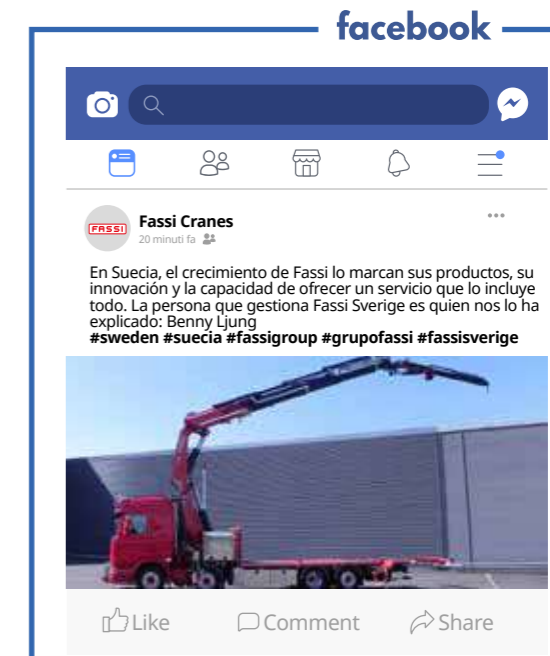 facebook
FASSI
Fassi Cranes
20 minuti fa
En Suecia, el crecimiento de Fassi lo marcan sus productos, su
innovación y la capacidad de ofrecer un servicio que lo incluye
todo. La persona que gestiona Fassi Sverige es quien nos lo ha
explicado: Benny Ljung
#sweden #suecia #fassigroup #grupofassi #fassisverige
Like Comment Share